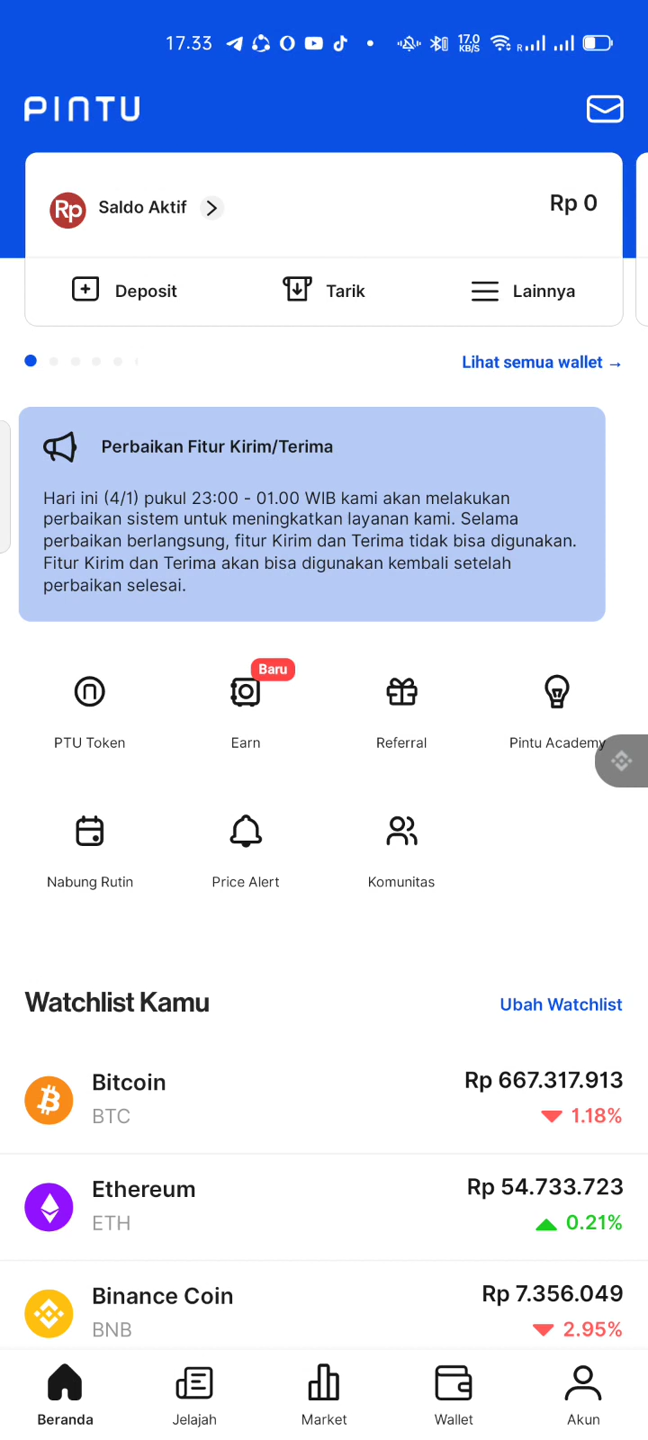 17.33
17.0
KB/S
R
PINTU
Rp Saldo Aktif
Rp 0
Deposit
Tarik
Lainnya
Lihat semua wallet →
Perbaikan Fitur Kirim/Terima
Hari ini (4/1) pukul 23:00 - 01.00 WIB kami akan melakukan
perbaikan sistem untuk meningkatkan layanan kami. Selama
perbaikan berlangsung, fitur Kirim dan Terima tidak bisa digunakan.
Fitur Kirim dan Terima akan bisa digunakan kembali setelah
perbaikan selesai.
Baru
PTU Token
Earn
Referral
Pintu Academy
Nabung Rutin
Price Alert
Komunitas
Watchlist Kamu
Ubah Watchlist
Bitcoin
Rp 667.317.913
BTC
1.18%
Ethereum
Rp 54.733.723
ETH
0.21%
Binance Coin
Rp 7.356.049
BNB
2.95%
Beranda
Jelajah
Market
Wallet
Akun